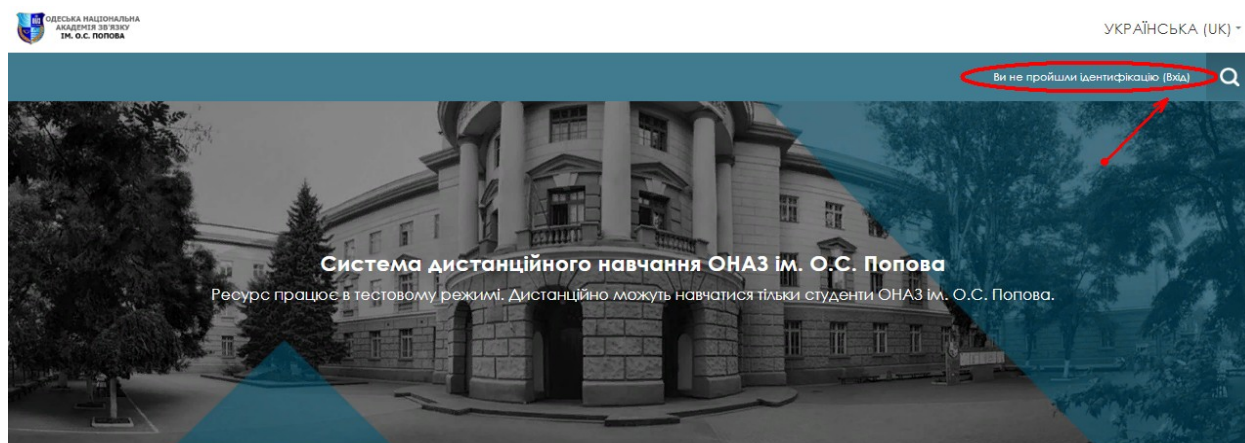 ОДЕСЬКА НАЦІОНАЛЬНА
АКАДЕМІЯ ЗВ'ЯЗКУ
ІМ. О.С. ПОПОВА
УКРАЇНСЬКА (UK)
Ви не пройшли ідентифікацію (Вхід)
Система дистанційного навчання ОНАЗ ім. О.С. Попова
Ресурс працює в тестовому режимі. Дистанційно можуть навчатися тільки студенти ОНАЗ ім. О.С. Попова.